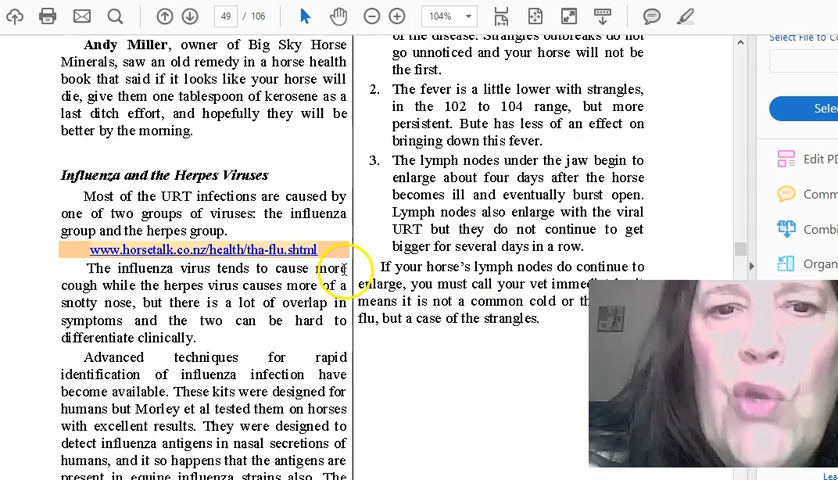 49 / 106
104%
Andy Miller, owner of Big Sky Horse
Minerals, saw an old remedy in a horse health
book that said if it looks like your horse will
die, give them one tablespoon of kerosene as a
last ditch effort, and hopefully they will be
better by the morning.
Influenza and the Herpes Viruses
Most of the URT infections are caused by
one of two groups of viruses: the influenza
group and the herpes group.
www.horsetalk.co.nz/health/tha-flu.shtml
The influenza virus tends to cause more
cough while the herpes virus causes more of a
snotty nose, but there is a lot of overlap in
symptoms and the two can be hard to
differentiate clinically.
Advanced techniques for rapid
identification of influenza infection have
become available. These kits were designed for
humans but Morley et al tested them on horses
with excellent results. They were designed to
detect influenza antigens in nasal secretions of
humans, and it so happens that the antigens are
present in equine influenza strains also. The
of the disease. Strangles outbreaks do not
go unnoticed and your horse will not be
the first.
2. The fever is a little lower with strangles,
in the 102 to 104 range, but more
persistent. Bute has less of an effect on
bringing down this fever.
3. The lymph nodes under the jaw begin to
enlarge about four days after the horse
becomes ill and eventually burst open.
Lymph nodes also enlarge with the viral
URT but they do not continue to get
bigger for several days in a row.
If your horse's lymph nodes do continue to
enlarge, you must call your vet
means it is not a common cold or
flu, but a case of the strangles.
Select File to
Edit